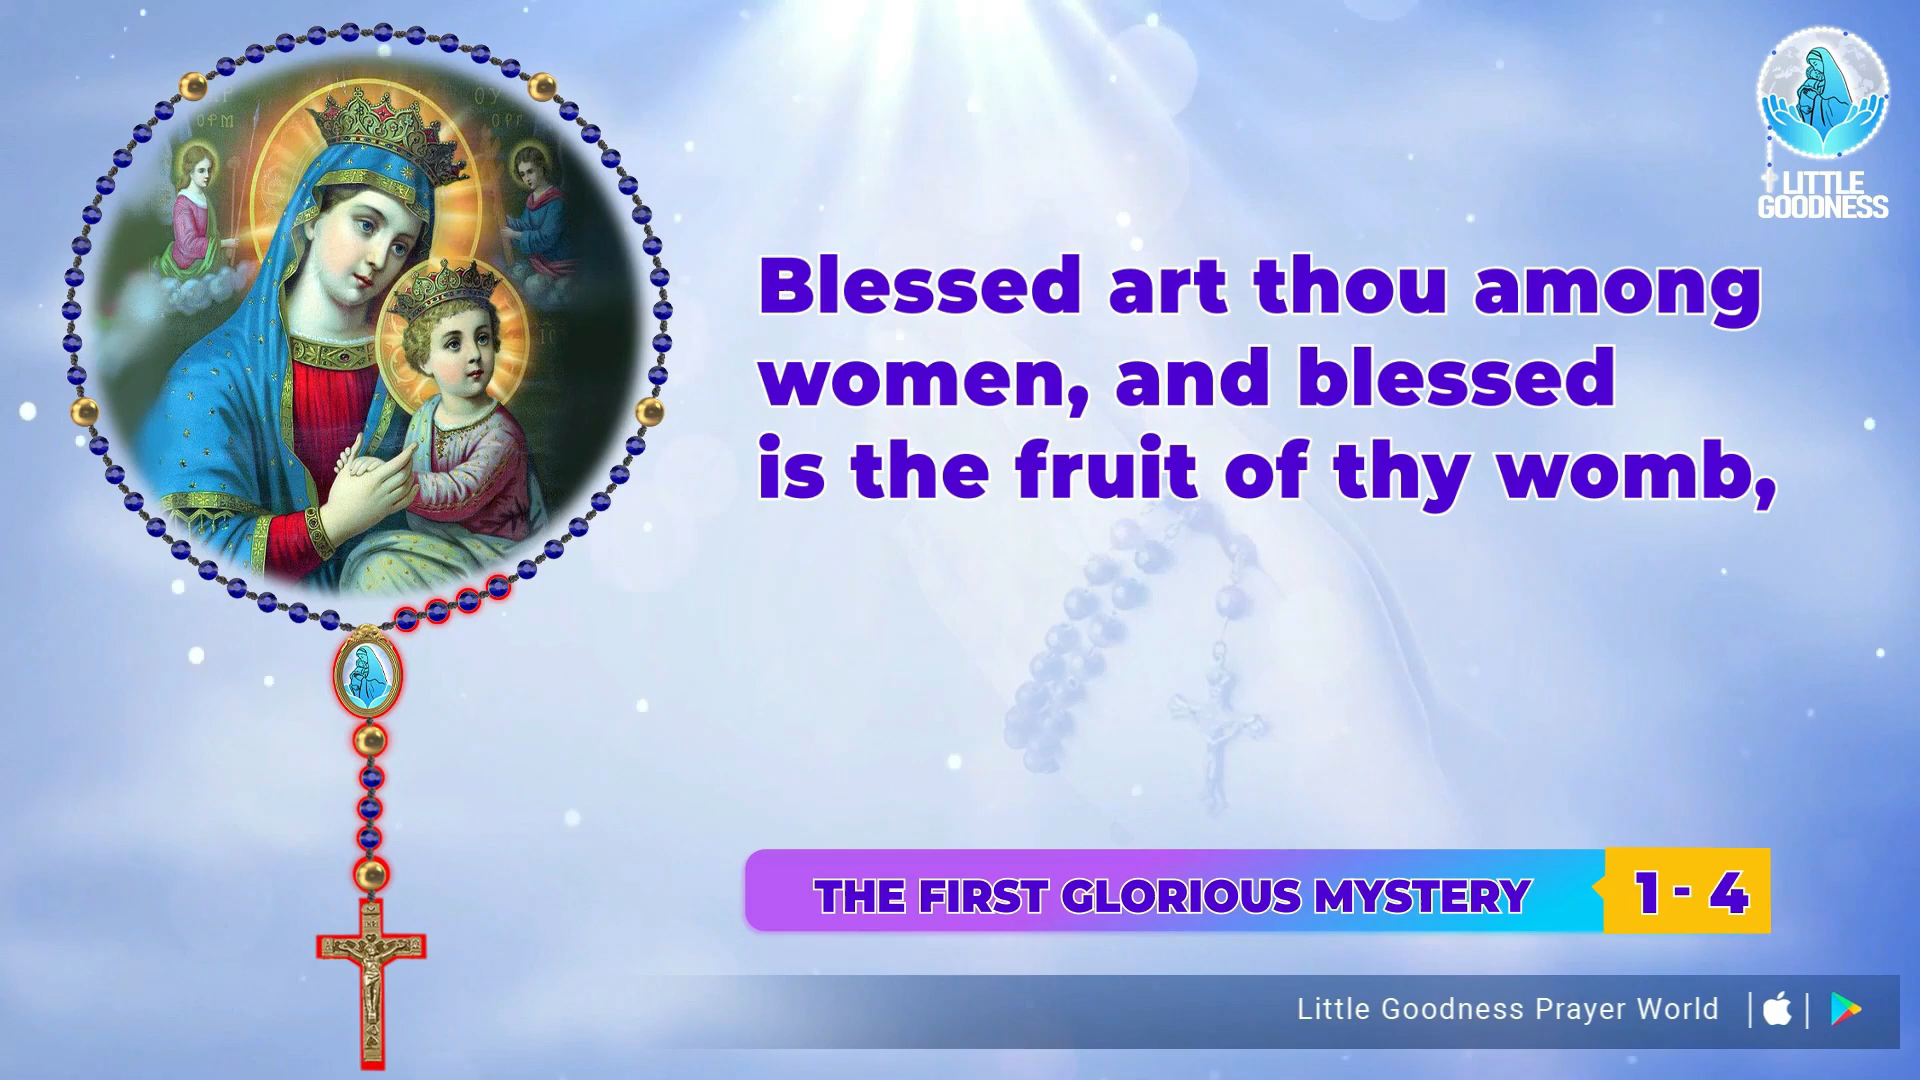 LITTLE
GOODNESS
Blessed art thou among
women, and blessed
is the fruit of thy womb,
THE FIRST GLORIOUS MYSTERY
1 - 4
Little Goodness Prayer World